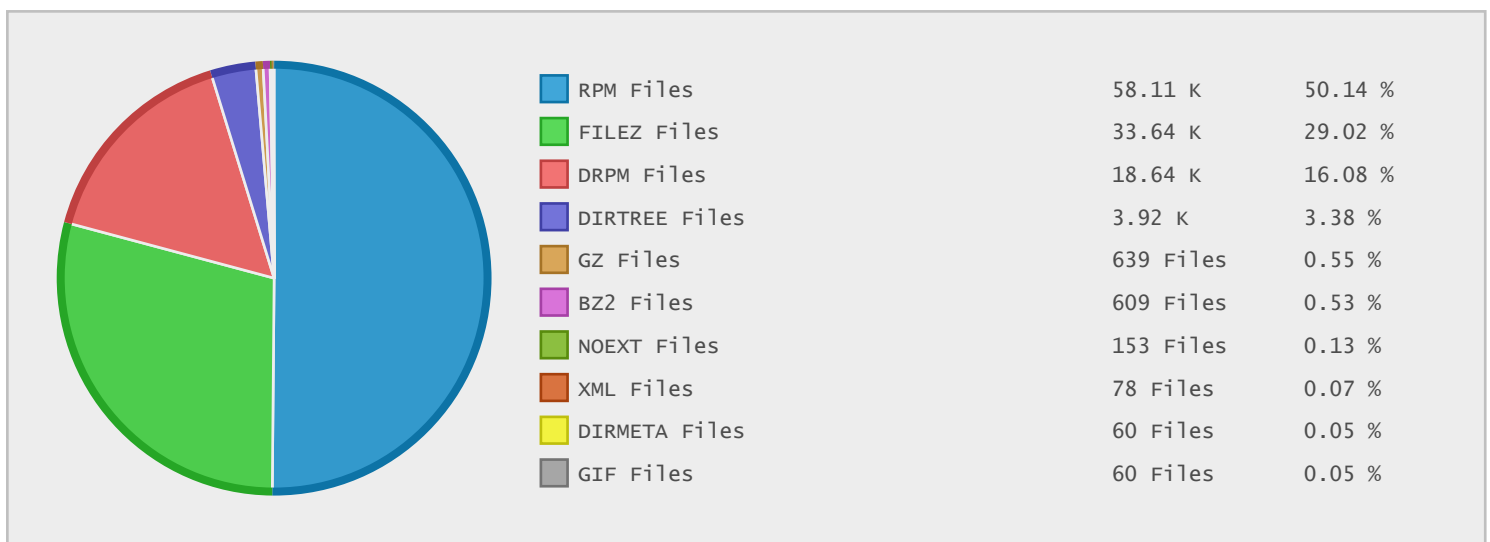 RPM Files 58.11 K 50.14 %
FILEZ Files 33.64 K 29.02 %
DRPM Files 18.64 K 16.08 %
DIRTREE Files 3.92 K 3.38 %
GZ Files 639 Files 0.55 %
BZ2 Files 609 Files 0.53 %
NOEXT Files 153 Files 0.13 %
XML Files 78 Files 0.07 %
DIRMETA Files 60 Files 0.05 %
GIF Files 60 Files 0.05 %